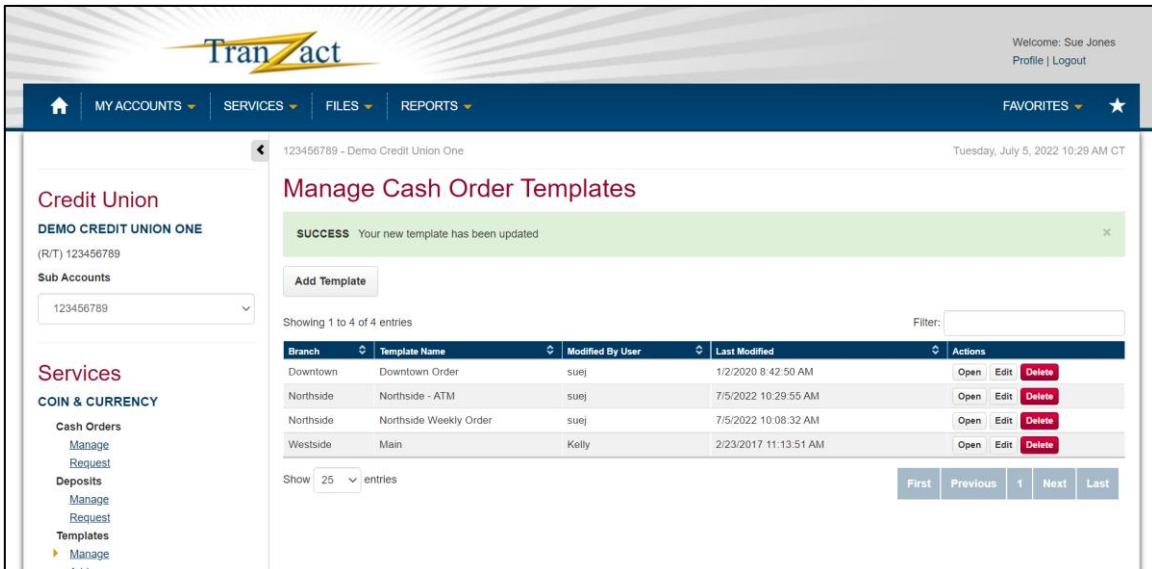 TranZact
Welcome: Sue Jones
Profile | Logout
MY ACCOUNTS SERVICES FILES REPORTS FAVORITES
123456789 - Demo Credit Union One Tuesday, July 5, 2022 10:29 AM CT
Credit Union
DEMO CREDIT UNION ONE
(R/T) 123456789
Sub Accounts
123456789
Services
COIN & CURRENCY
Cash Orders
Manage
Request
Deposits
Manage
Request
Templates
Manage
Manage Cash Order Templates
SUCCESS Your new template has been updated ×
Add Template
Showing 1 to 4 of 4 entries Filter:
Branch Template Name Modified By User Last Modified Actions
Downtown Downtown Order suej 1/2/2020 8:42:50 AM Open Edit Delete
Northside Northside - ATM suej 7/5/2022 10:29:55 AM Open Edit Delete
Northside Northside Weekly Order suej 7/5/2022 10:08:32 AM Open Edit Delete
Westside Main Kelly 2/23/2017 11:13:51 AM Open Edit Delete
Show 25 entries First Previous 1 Next Last